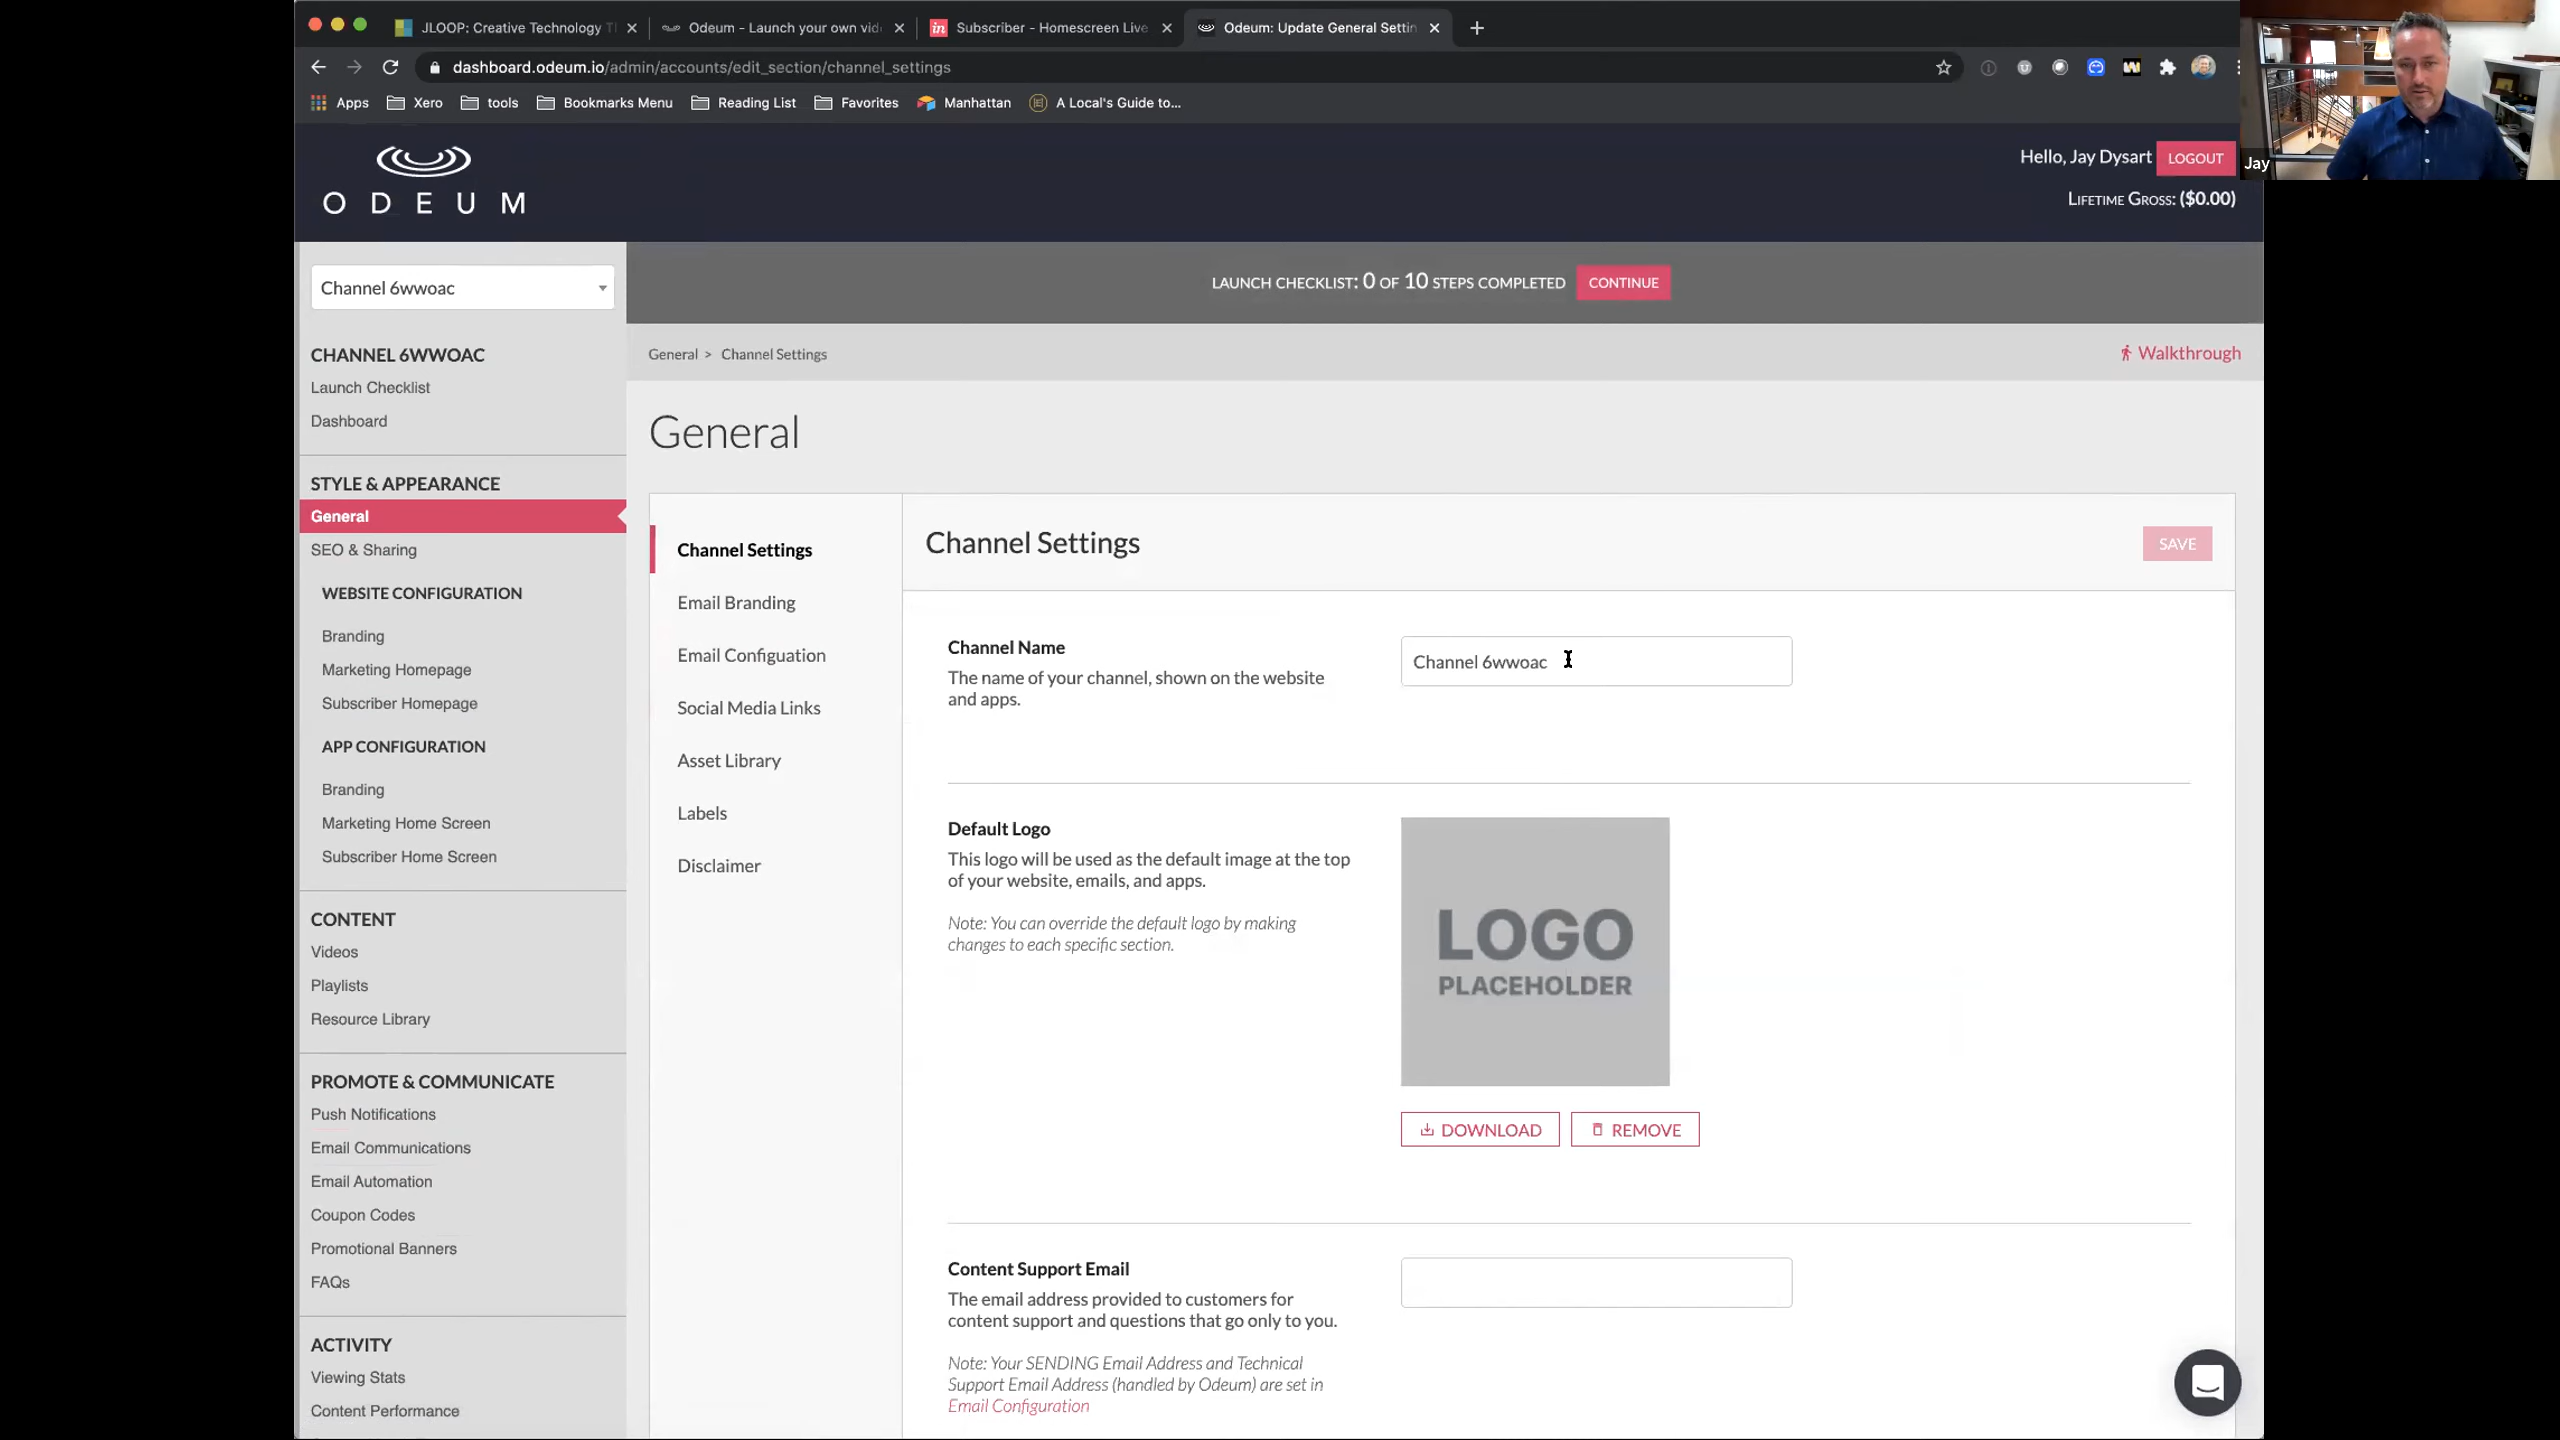 JLOOP: Creative Technology T
Odeum - Launch your own vid
in
Subscriber - Homescreen Live
Odeum: Update General Settin
dashboard.odeum.io/admin/accounts/edit_section/channel_settings
Apps
Xero
tools
Bookmarks Menu
Reading List
Favorites
Manhattan
A Local's Guide to...
ODEUM
Hello, Jay Dysart
LOGOUT
LIFETIME GROSS: ($0.00)
Jay
Channel 6wwoac
LAUNCH CHECKLIST: 0 OF 10 STEPS COMPLETED
CONTINUE
CHANNEL 6WWOAC
Launch Checklist
Dashboard
STYLE & APPEARANCE
General
SEO & Sharing
WEBSITE CONFIGURATION
Branding
Marketing Homepage
Subscriber Homepage
APP CONFIGURATION
Branding
Marketing Home Screen
Subscriber Home Screen
CONTENT
Videos
Playlists
Resource Library
PROMOTE & COMMUNICATE
Push Notifications
Email Communications
Email Automation
Coupon Codes
Promotional Banners
FAQs
ACTIVITY
Viewing Stats
Content Performance
General > Channel Settings
Walkthrough
General
Channel Settings
Email Branding
Email Configuation
Social Media Links
Asset Library
Labels
Disclaimer
Channel Settings
SAVE
Channel Name
The name of your channel, shown on the website
and apps.
Channel 6wwoac
Default Logo
This logo will be used as the default image at the top
of your website, emails, and apps.
Note: You can override the default logo by making
changes to each specific section.
LOGO
PLACEHOLDER
DOWNLOAD
REMOVE
Content Support Email
The email address provided to customers for
content support and questions that go only to you.
Note: Your SENDING Email Address and Technical
Support Email Address (handled by Odeum) are set in
Email Configuration